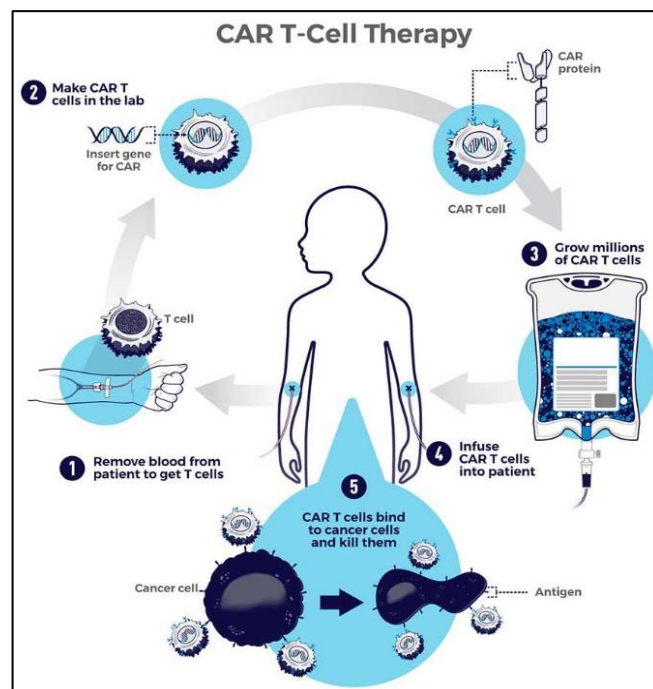 CAR T-Cell Therapy
CAR
protein
2 Make CAR T
cells in the lab
Insert gene
for CAR
CAR T cell
3 Grow millions
of CAR T cells
T cell
1 Remove blood from
patient to get T cells
4 Infuse
CAR T cells
into patient
5
CAR T cells bind
to cancer cells
and kill them
Cancer cell
Antigen